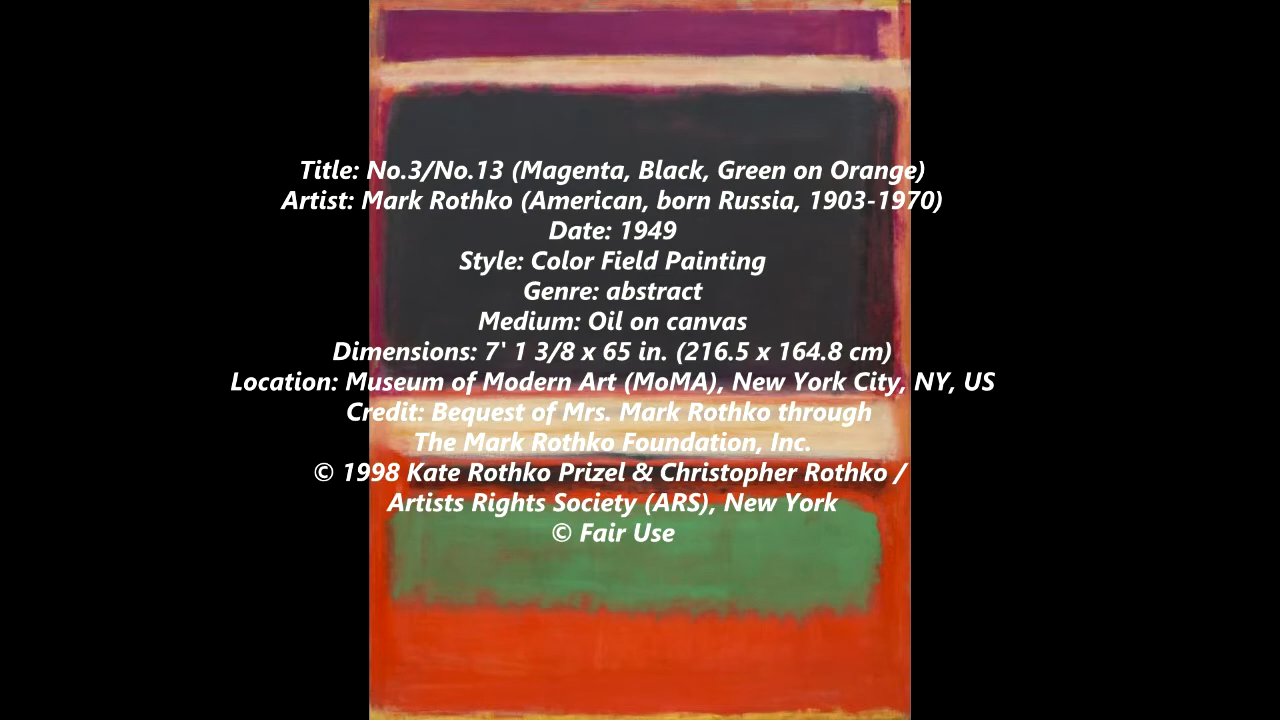 Title: No.3/No.13 (Magenta, Black, Green on Orange)
Artist: Mark Rothko (American, born Russia, 1903-1970)
Date: 1949
Style: Color Field Painting
Genre: abstract
Medium: Oil on canvas
Dimensions: 7' 1 3/8 x 65 in. (216.5 x 164.8 cm)
Location: Museum of Modern Art (MoMA), New York City, NY, US
Credit: Bequest of Mrs. Mark Rothko through
The Mark Rothko Foundation, Inc.
© 1998 Kate Rothko Prizel & Christopher Rothko /
Artists Rights Society (ARS), New York
© Fair Use